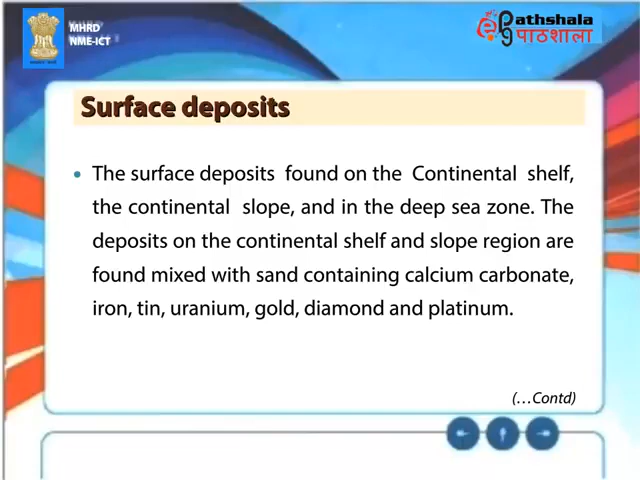 MHRD
NME-ICT
Pathshala
पाठशाला
Surface deposits
• The surface deposits found on the Continental shelf,
the continental slope, and in the deep sea zone. The
deposits on the continental shelf and slope region are
found mixed with sand containing calcium carbonate,
iron, tin, uranium, gold, diamond and platinum.
(...Contd)